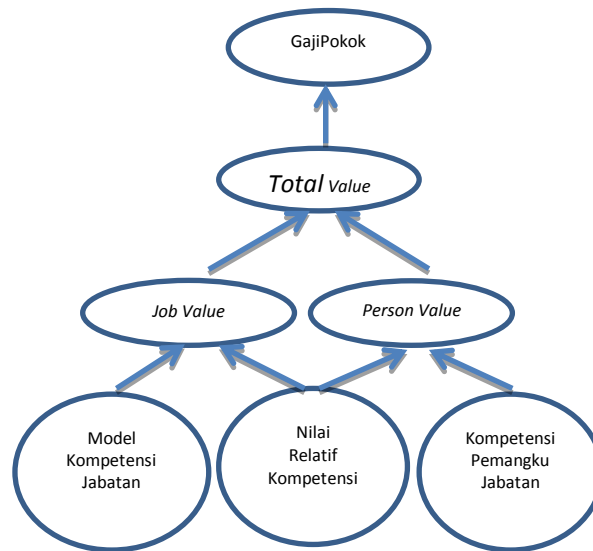 GajiPokok
Total Value
Job Value
Person Value
Model
Kompetensi
Jabatan
Nilai
Relatif
Kompetensi
Kompetensi
Pemangku
Jabatan